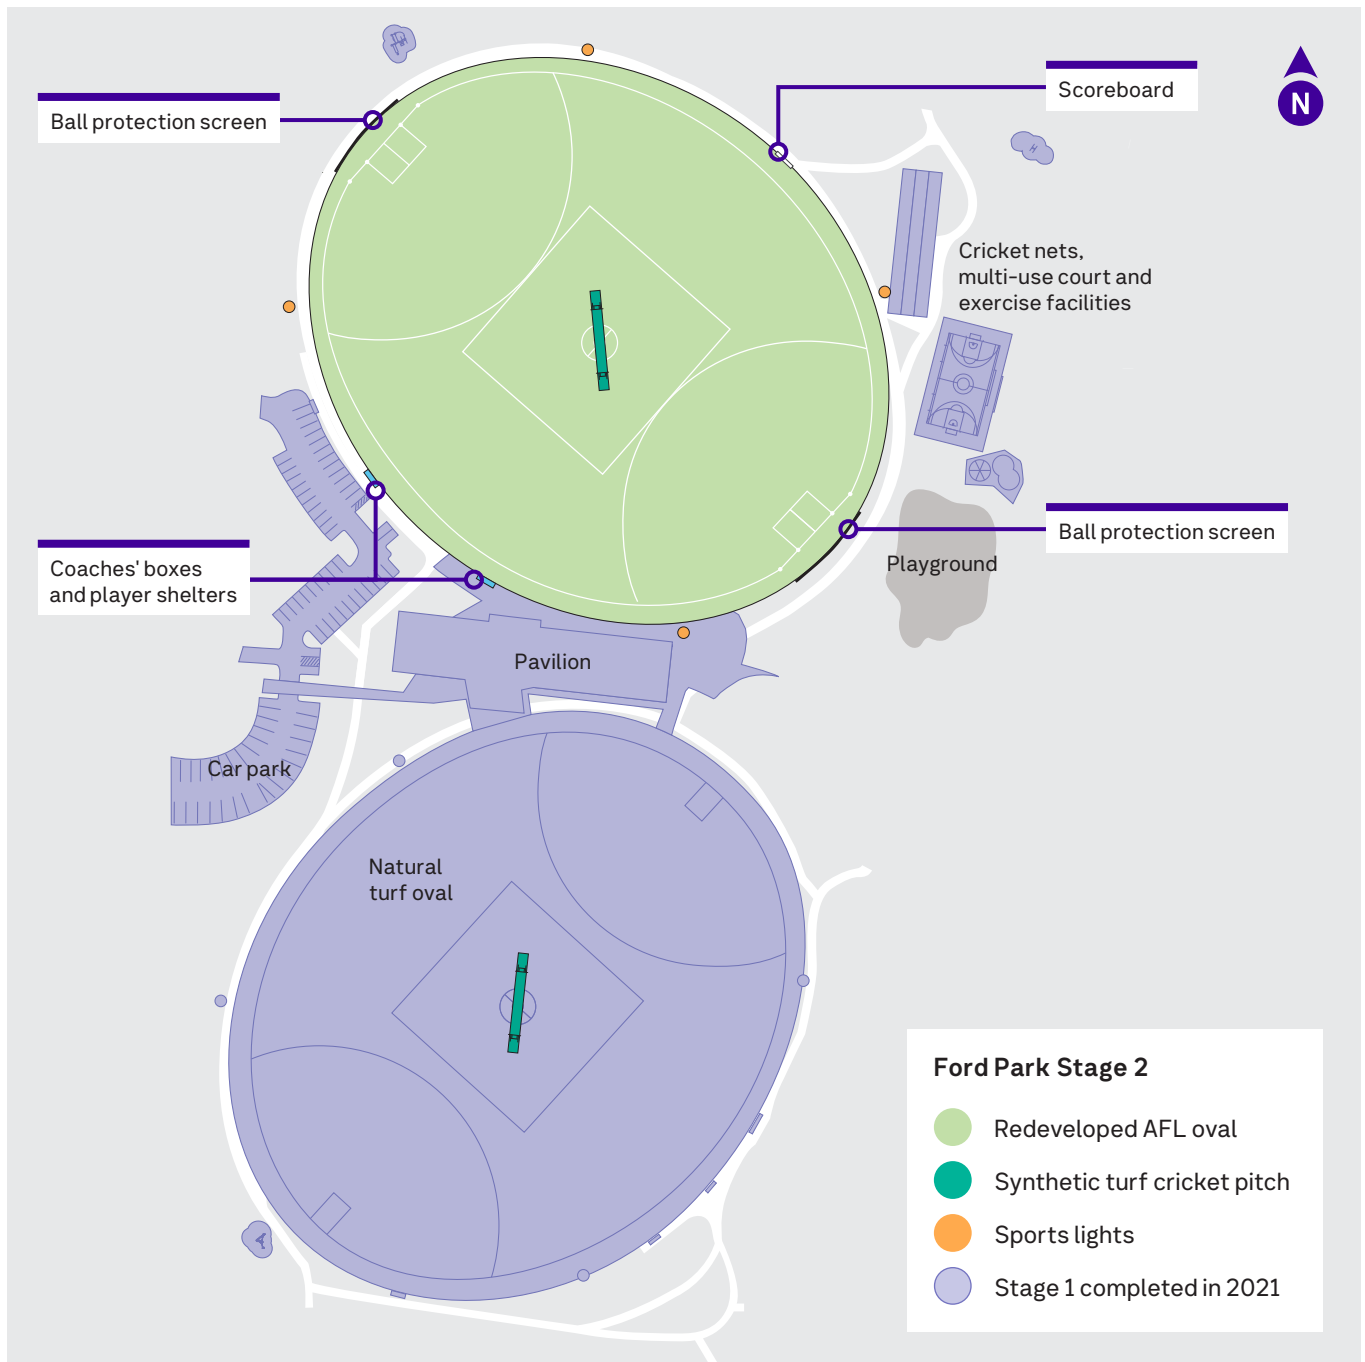 Ball protection screen
Scoreboard
N
Cricket nets,
multi-use court and
exercise facilities
Ball protection screen
Playground
Coaches' boxes
and player shelters
Pavilion
Car park
Natural
turf oval
Ford Park Stage 2
Redeveloped AFL oval
Synthetic turf cricket pitch
Sports lights
Stage 1 completed in 2021